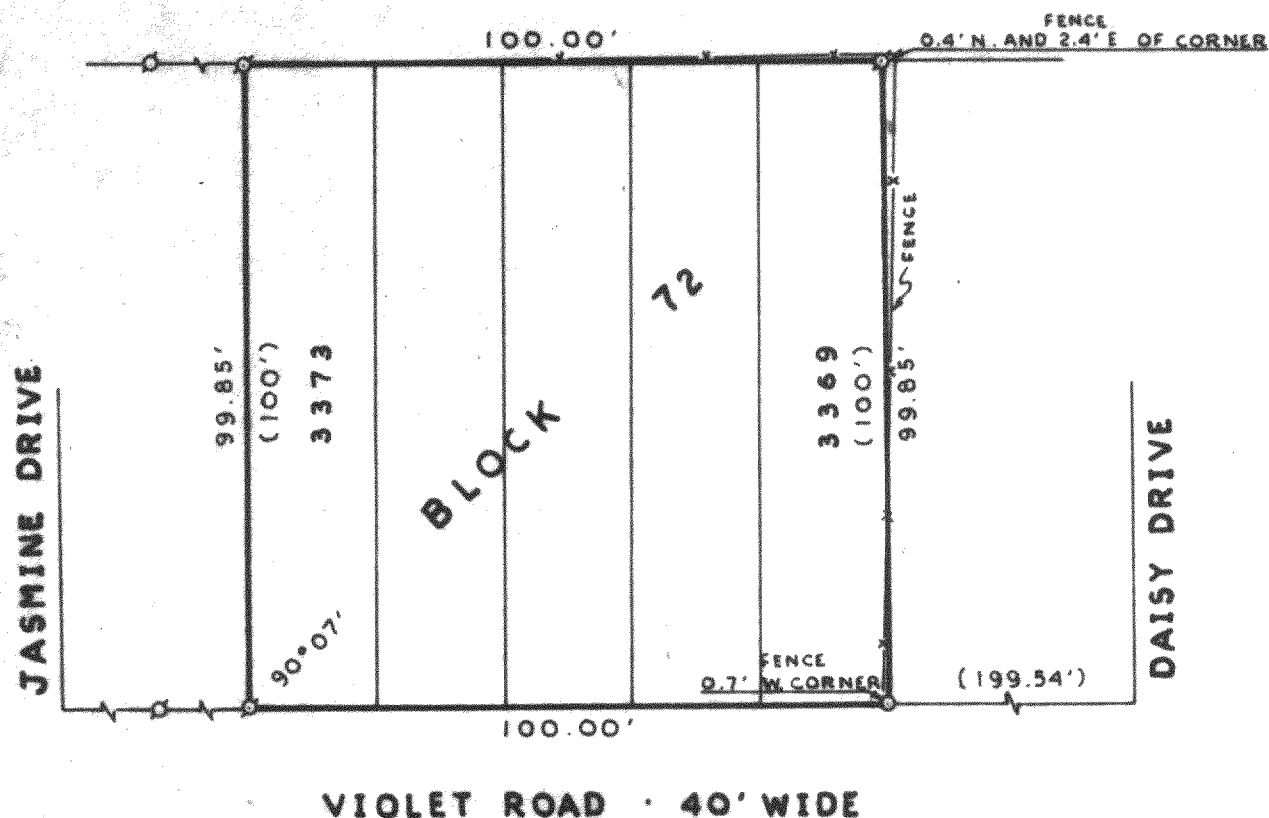 FENCE
0.4' N. AND 2.4' E OF CORNER
100.00'
FENCE
72
99.85'
(100')
3373
3369
(100')
99.85'
BLOCK
JASMINE DRIVE
DAISY DRIVE
90°07'
FENCE
0.7' W. CORNER
(199.54')
100.00'
VIOLET ROAD · 40' WIDE